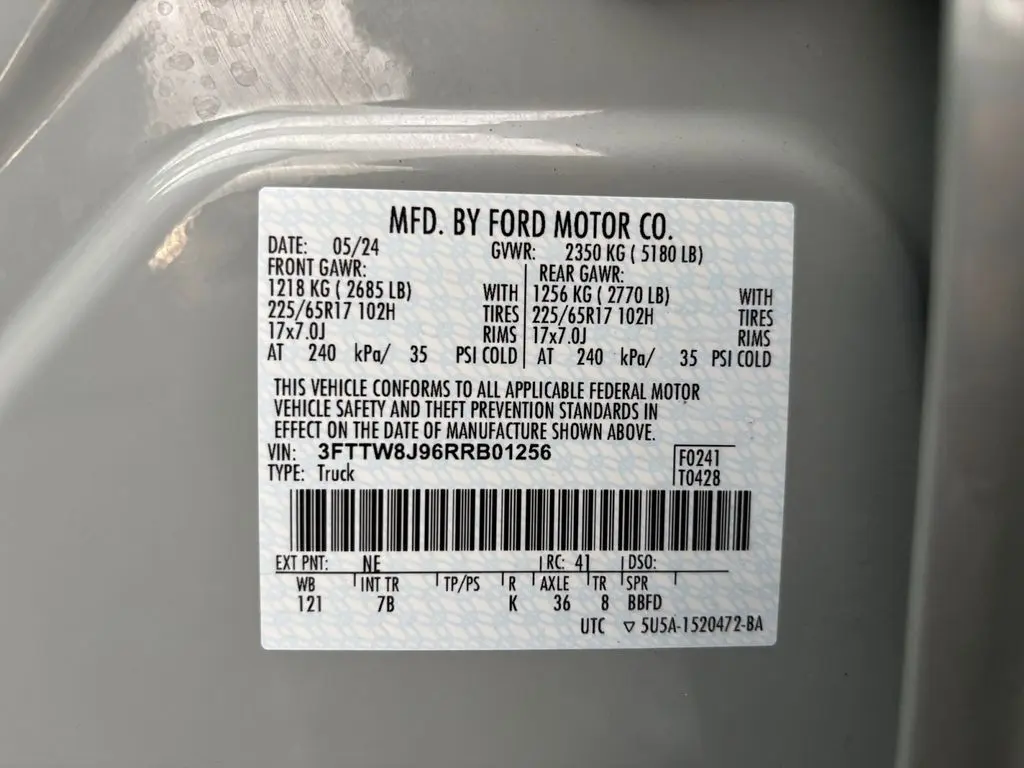 MFD. BY FORD MOTOR CO.
DATE: 05/24 GVWR: 2350 KG ( 5180 LB)
FRONT GAWR: REAR GAWR:
1218 KG ( 2685 LB) WITH 1256 KG ( 2770 LB) WITH
225/65R17 102H TIRES 225/65R17 102H TIRES
17x7.0J RIMS 17x7.0J RIMS
AT 240 kPa/ 35 PSI COLD AT 240 kPa/ 35 PSI COLD
THIS VEHICLE CONFORMS TO ALL APPLICABLE FEDERAL MOTOR
VEHICLE SAFETY AND THEFT PREVENTION STANDARDS IN
EFFECT ON THE DATE OF MANUFACTURE SHOWN ABOVE.
VIN: 3FTTW8J96RRB01256 F0241
TYPE: Truck T0428
EXT PNT: NE RC: 41 DSO:
WB INT TR TP/PS R AXLE TR SPR
121 7B K 36 8 BBFD
UTC ▽ 5U5A-1520472-BA